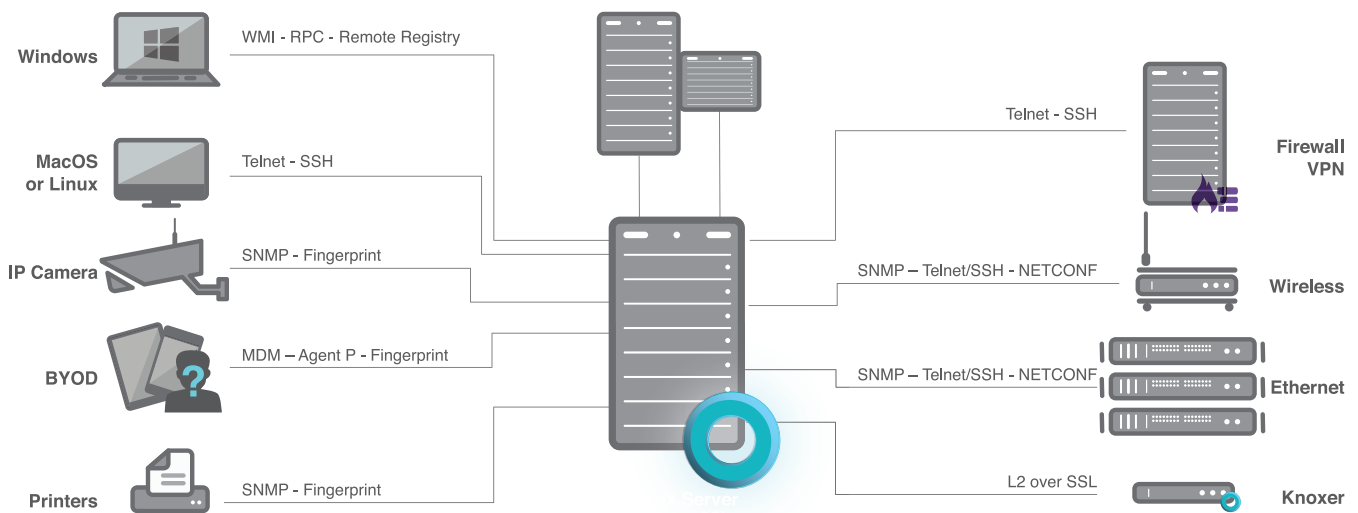 Windows
WMI - RPC - Remote Registry
MacOS
or Linux
Telnet - SSH
IP Camera
SNMP - Fingerprint
BYOD
MDM – Agent P - Fingerprint
?
Printers
SNMP - Fingerprint
Server
Telnet - SSH
Firewall
VPN
SNMP – Telnet/SSH - NETCONF
Wireless
SNMP – Telnet/SSH - NETCONF
Ethernet
L2 over SSL
Knoxer